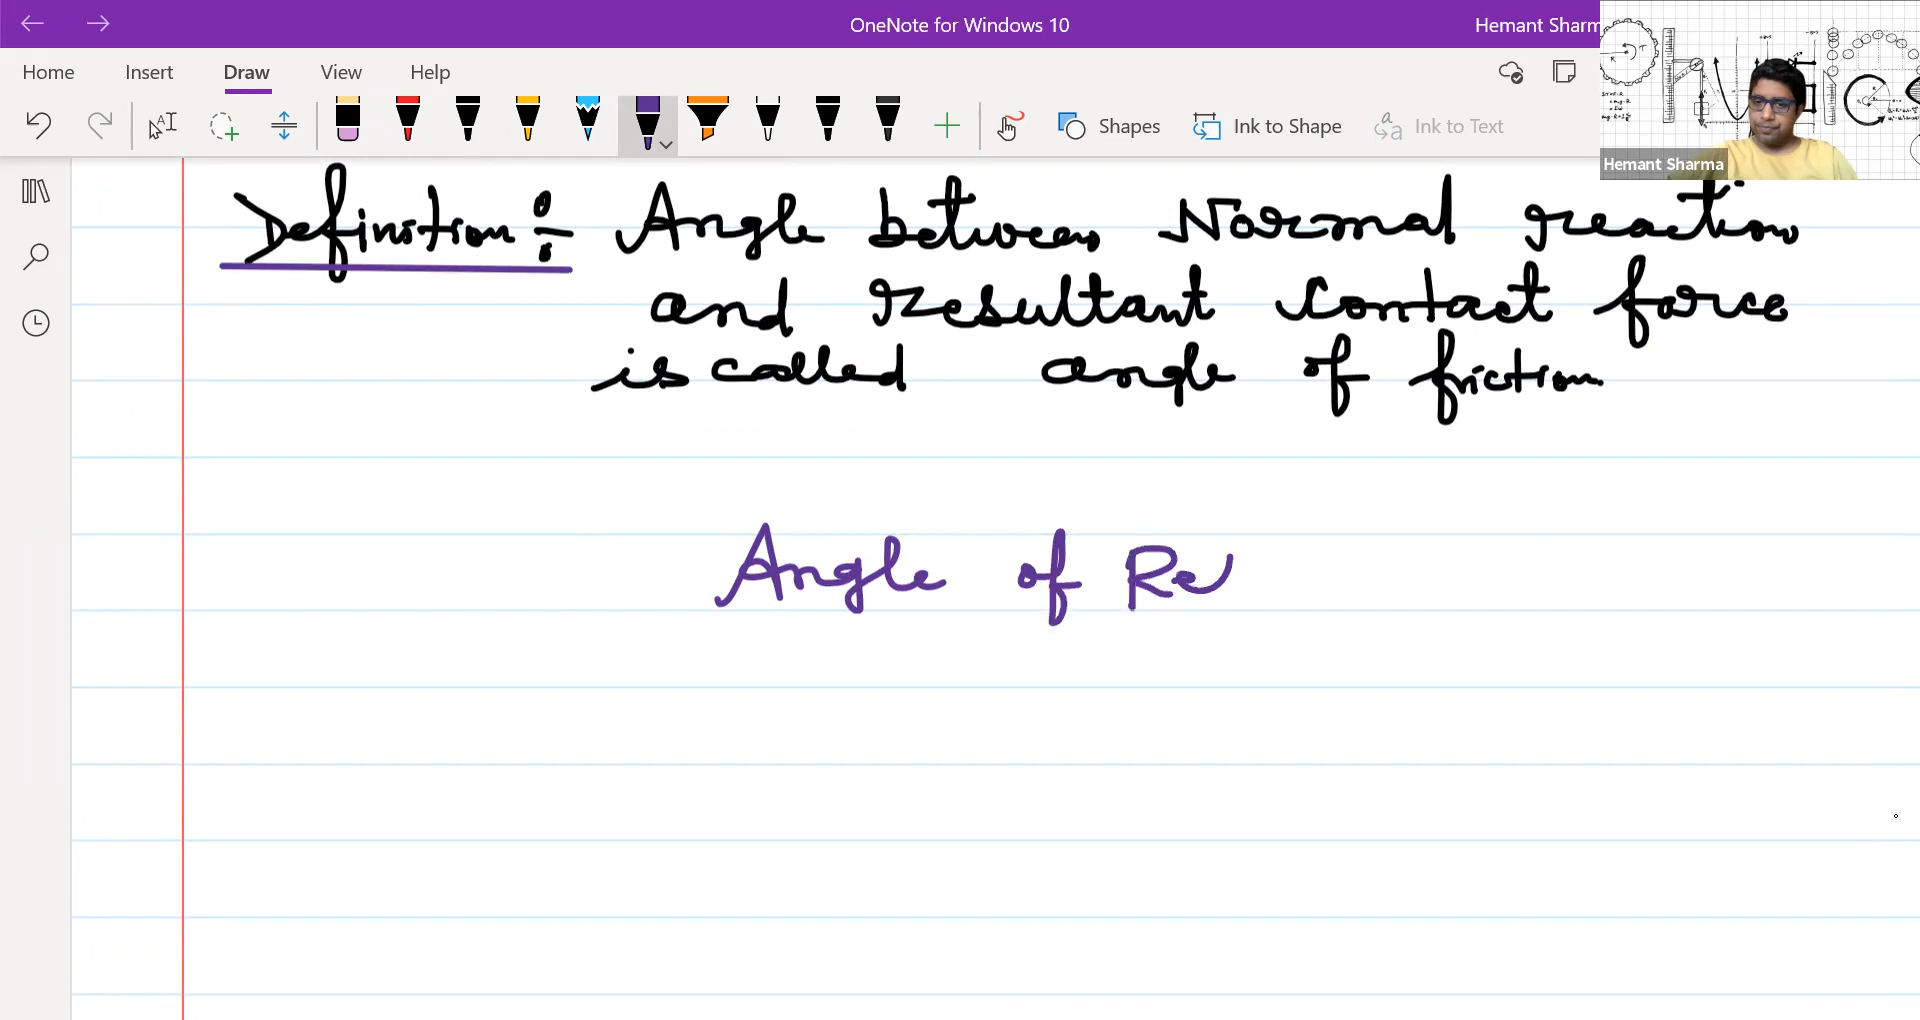 OneNote for Windows 10
Hemant Sharm
Home Insert Draw View Help
Shapes Ink to Shape Ink to Text
Hemant Sharma
Definition :- Angle between Normal reaction
and resultant contact force
is called angle of friction
Angle of Re